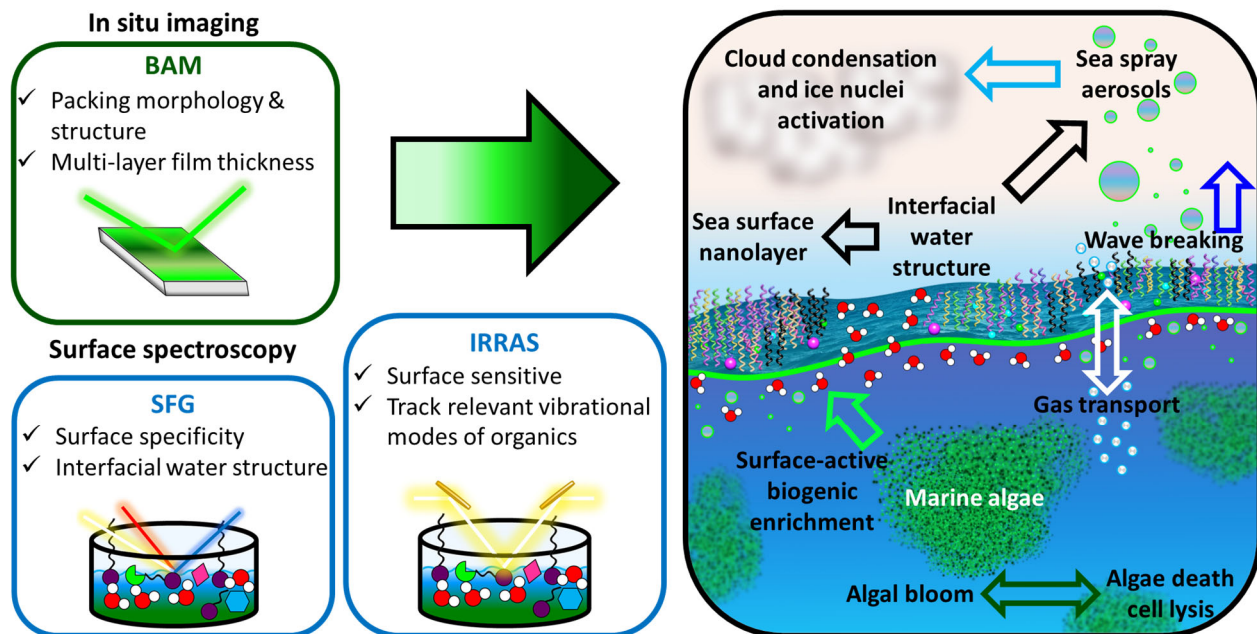 In situ imaging
BAM
✓ Packing morphology &
structure
✓ Multi-layer film thickness
Surface spectroscopy
SFG
✓ Surface specificity
✓ Interfacial water structure
IRRAS
✓ Surface sensitive
✓ Track relevant vibrational
modes of organics
Cloud condensation
and ice nuclei
activation
Sea spray
aerosols
Sea surface
nanolayer
Interfacial
water
structure
Wave breaking
Gas transport
Surface-active
biogenic
enrichment
Marine algae
Algal bloom
Algae death
cell lysis